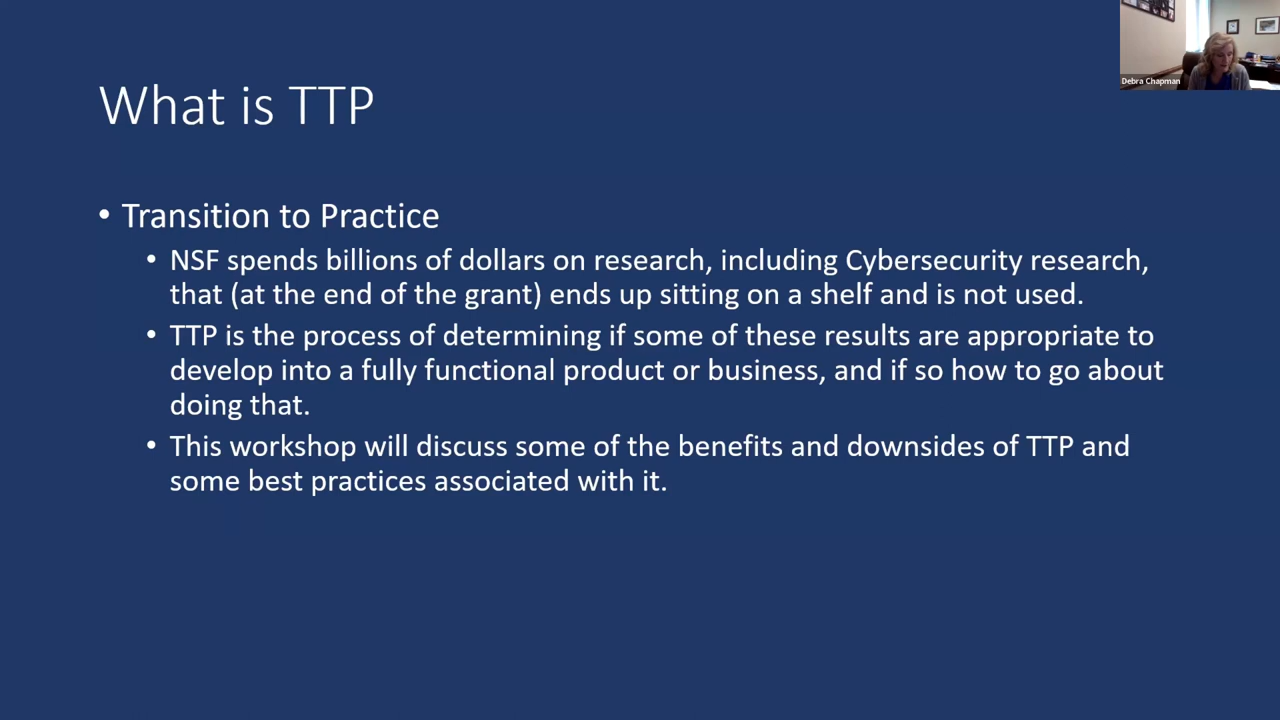 Debra Chapman
What is TTP
• Transition to Practice
• NSF spends billions of dollars on research, including Cybersecurity research,
that (at the end of the grant) ends up sitting on a shelf and is not used.
• TTP is the process of determining if some of these results are appropriate to
develop into a fully functional product or business, and if so how to go about
doing that.
• This workshop will discuss some of the benefits and downsides of TTP and
some best practices associated with it.